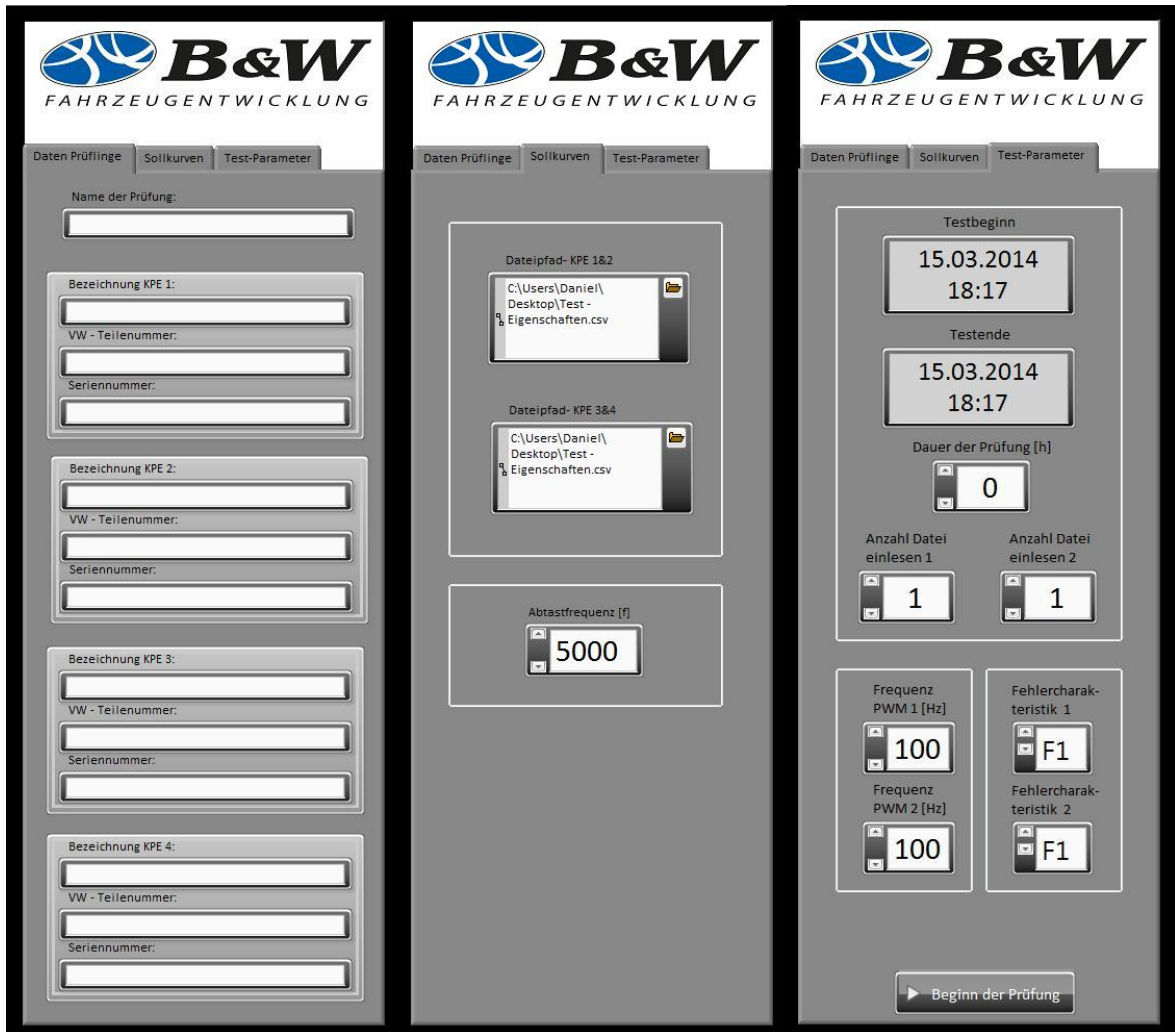 B&W
FAHRZEUGENTWICKLUNG
Daten Prüflinge
Sollkurven
Test-Parameter
Name der Prüfung:
Bezeichnung KPE 1:
VW - Teilenummer:
Seriennummer:
Bezeichnung KPE 2:
VW - Teilenummer:
Seriennummer:
Bezeichnung KPE 3:
VW - Teilenummer:
Seriennummer:
Bezeichnung KPE 4:
VW - Teilenummer:
Seriennummer:
B&W
FAHRZEUGENTWICKLUNG
Daten Prüflinge
Sollkurven
Test-Parameter
Dateipfad- KPE 1&2
C:\Users\Daniel\
Desktop\Test -
Eigenschaften.csv
Dateipfad- KPE 3&4
C:\Users\Daniel\
Desktop\Test -
Eigenschaften.csv
Abtastfrequenz [f]
5000
B&W
FAHRZEUGENTWICKLUNG
Daten Prüflinge
Sollkurven
Test-Parameter
Testbeginn
15.03.2014
18:17
Testende
15.03.2014
18:17
Dauer der Prüfung [h]
0
Anzahl Datei
einlesen 1
1
Anzahl Datei
einlesen 2
1
Frequenz
PWM 1 [Hz]
100
Frequenz
PWM 2 [Hz]
100
Fehlercharak-
teristik 1
F1
Fehlercharak-
teristik 2
F1
Beginn der Prüfung